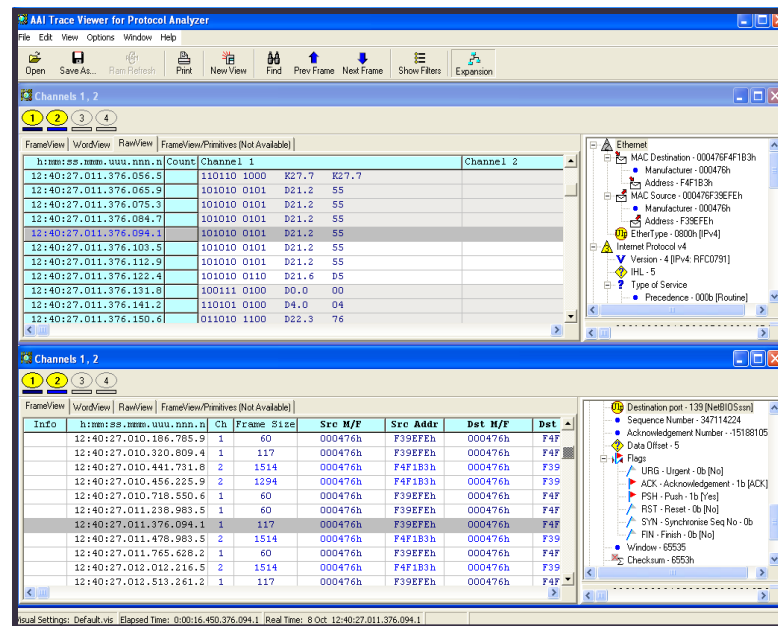 AAI Trace Viewer for Protocol Analyzer
File Edit View Options Window Help
Open Save As... Ram Refresh Print New View Find Prev Frame Next Frame Show Filters Expansion
Channels 1, 2
1 2 3 4
FrameView WordView RawView FrameView/Primitives (Not Available)
h:mm:ss.mmm.uuu.nnn.n Count Channel 1 Channel 2
12:40:27.011.376.056.5 110110 1000 K27.7 K27.7
12:40:27.011.376.065.9 101010 0101 D21.2 55
12:40:27.011.376.075.3 101010 0101 D21.2 55
12:40:27.011.376.084.7 101010 0101 D21.2 55
12:40:27.011.376.094.1 101010 0101 D21.2 55
12:40:27.011.376.103.5 101010 0101 D21.2 55
12:40:27.011.376.112.9 101010 0101 D21.2 55
12:40:27.011.376.122.4 101010 0110 D21.6 D5
12:40:27.011.376.131.8 100111 0100 D0.0 00
12:40:27.011.376.141.2 110101 0100 D4.0 04
12:40:27.011.376.150.6 011010 1100 D22.3 76
Ethernet
MAC Destination - 000476F4F1B3h
Manufacturer - 000476h
Address - F4F1B3h
MAC Source - 000476F39EFEh
Manufacturer - 000476h
Address - F39EFEh
EtherType - 0800h [IPv4]
Internet Protocol v4
Version - 4 [IPv4: RFC0791]
IHL - 5
Type of Service
Precedence - 000b [Routine]
Channels 1, 2
1 2 3 4
FrameView WordView RawView FrameView/Primitives (Not Available)
Info h:mm:ss.mmm.uuu.nnn.n Ch Frame Size Src M/F Src Addr Dst M/F Dst
12:40:27.010.186.785.9 1 60 000476h F39EFEh 000476h F4F
12:40:27.010.320.809.4 1 117 000476h F39EFEh 000476h F4F
12:40:27.010.441.731.8 2 1514 000476h F4F1B3h 000476h F39
12:40:27.010.456.225.9 2 1294 000476h F4F1B3h 000476h F39
12:40:27.010.718.550.6 1 60 000476h F39EFEh 000476h F4F
12:40:27.011.238.983.5 1 60 000476h F39EFEh 000476h F4F
12:40:27.011.376.094.1 1 117 000476h F39EFEh 000476h F4F
12:40:27.011.478.983.5 2 1514 000476h F4F1B3h 000476h F39
12:40:27.011.765.628.2 1 60 000476h F39EFEh 000476h F4F
12:40:27.012.012.216.5 2 1514 000476h F4F1B3h 000476h F39
12:40:27.012.513.261.2 1 117 000476h F39EFEh 000476h F4F
Destination port - 139 [NetBIOSssn]
Sequence Number - 347114224
Acknowledgement Number - -15188105
Data Offset - 5
Flags
URG - Urgent - 0b [No]
ACK - Acknowledgement - 1b [ACK]
PSH - Push - 1b [Yes]
RST - Reset - 0b [No]
SYN - Synchronise Seq No - 0b
FIN - Finish - 0b [No]
Window - 65535
Checksum - 6553h
Visual Settings: Default.vis Elapsed Time: 0:00:16.450.376.094.1 Real Time: 8 Oct 12:40:27.011.376.094.1